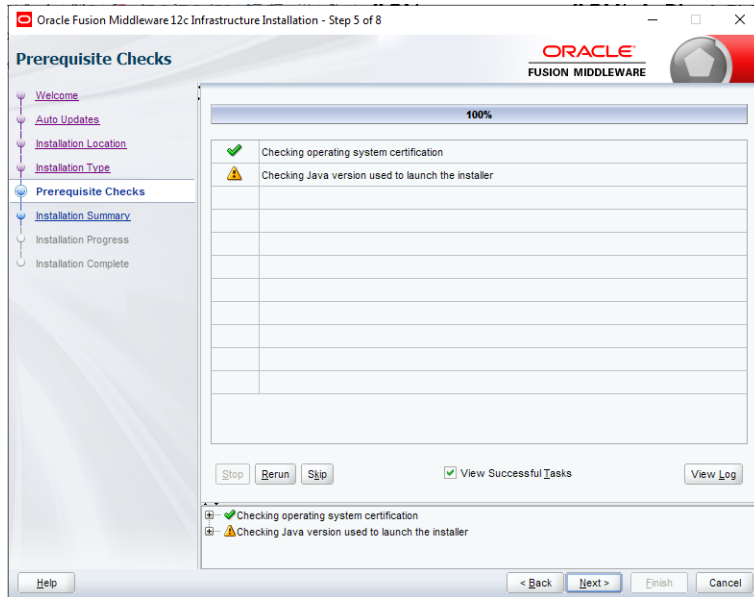 Oracle Fusion Middleware 12c Infrastructure Installation - Step 5 of 8
Prerequisite Checks
ORACLE
FUSION MIDDLEWARE
Welcome
Auto Updates
Installation Location
Installation Type
Prerequisite Checks
Installation Summary
Installation Progress
Installation Complete
100%
Checking operating system certification
Checking Java version used to launch the installer
Stop Rerun Skip View Successful Tasks View Log
Checking operating system certification
Checking Java version used to launch the installer
Help < Back Next > Finish Cancel